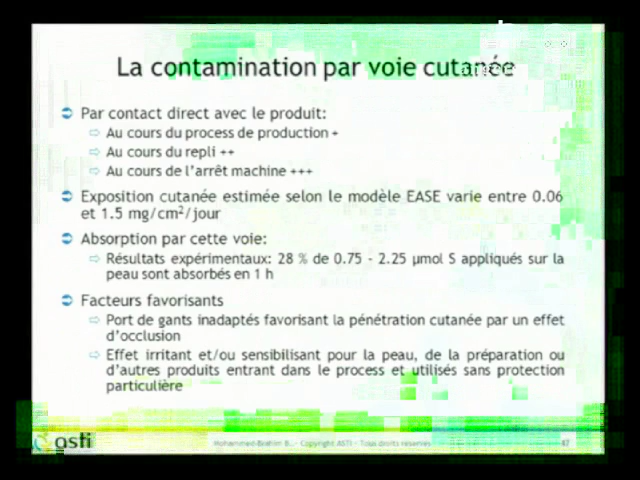 La contamination par voie cutanée
Par contact direct avec le produit:
Au cours du process de production +
Au cours du repli ++
Au cours de l'arrêt machine +++
Exposition cutanée estimée selon le modèle EASE varie entre 0.06
et 1.5 mg/cm²/jour
Absorption par cette voie:
Résultats expérimentaux: 28 % de 0.75 - 2.25 µmol S appliqués sur la
peau sont absorbés en 1 h
Facteurs favorisants
Port de gants inadaptés favorisant la pénétration cutanée par un effet
d'occlusion
Effet irritant et/ou sensibilisant pour la peau, de la préparation ou
d'autres produits entrant dans le process et utilisés sans protection
particulière
asti
Mohammed-Brahim B. - Copyright ASTI - Tous droits réservés
47